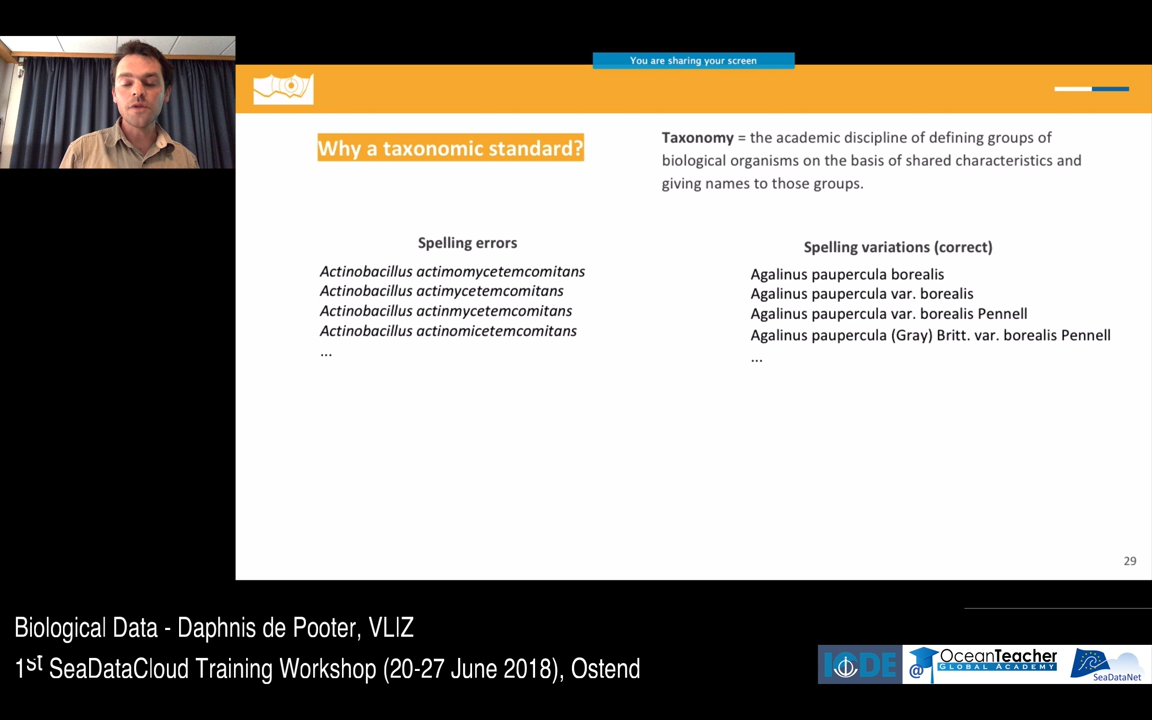 You are sharing your screen
Why a taxonomic standard?
Taxonomy = the academic discipline of defining groups of
biological organisms on the basis of shared characteristics and
giving names to those groups.
Spelling errors
Actinobacillus actimomycetemcomitans
Actinobacillus actimycetemcomitans
Actinobacillus actinmycetemcomitans
Actinobacillus actinomicetemcomitans
...
Spelling variations (correct)
Agalinus paupercula borealis
Agalinus paupercula var. borealis
Agalinus paupercula var. borealis Pennell
Agalinus paupercula (Gray) Britt. var. borealis Pennell
...
29
Biological Data - Daphnis de Pooter, VLIZ
1st SeaDataCloud Training Workshop (20-27 June 2018), Ostend
IODE
@ OceanTeacher
GLOBAL ACADEMY
SeaDataNet